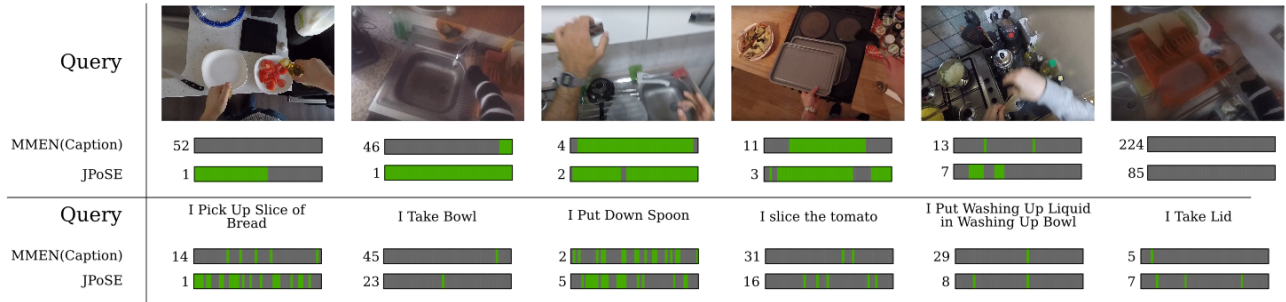 Query
MMEN(Caption) 52 46 4 11 13 224
JPoSE 1 1 2 3 7 85
Query I Pick Up Slice of Bread I Take Bowl I Put Down Spoon I slice the tomato I Put Washing Up Liquid in Washing Up Bowl I Take Lid
MMEN(Caption) 14 45 2 31 29 5
JPoSE 1 23 5 16 8 7